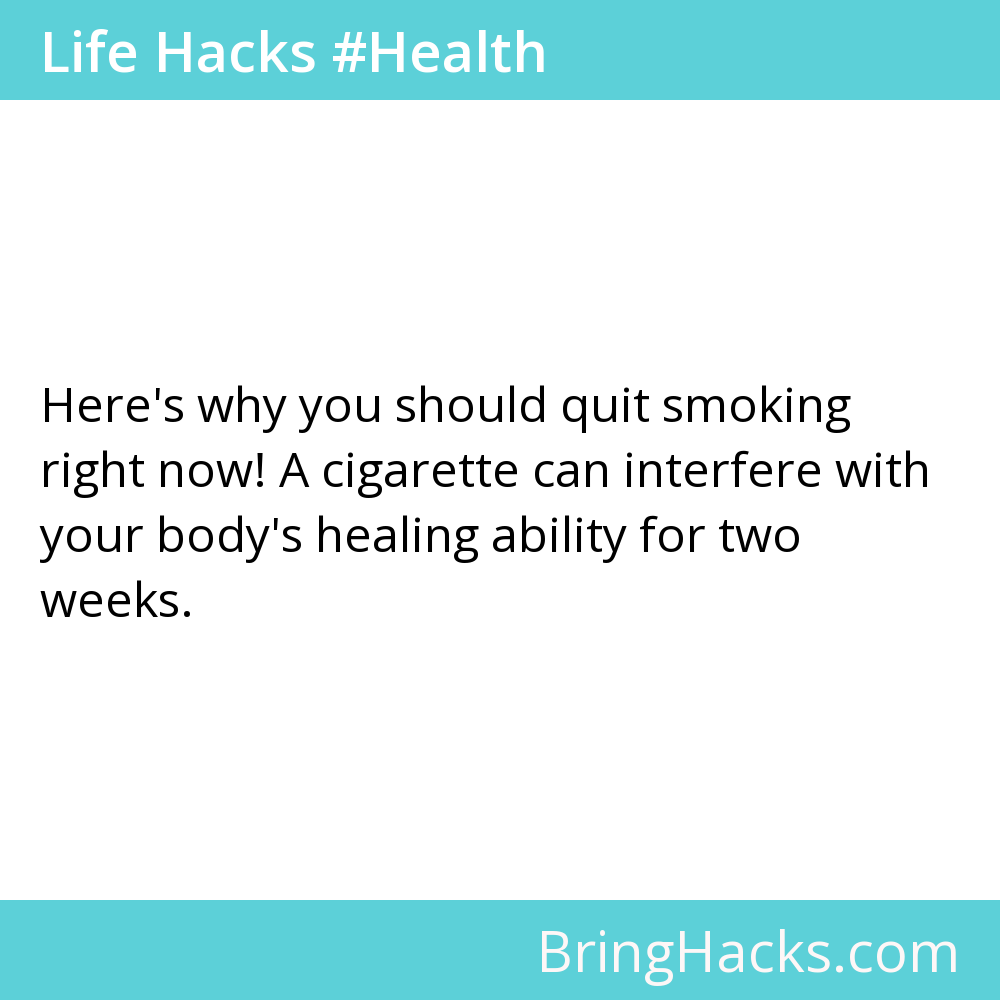 Life Hacks #Health
Here's why you should quit smoking
right now! A cigarette can interfere with
your body's healing ability for two
weeks.
BringHacks.com